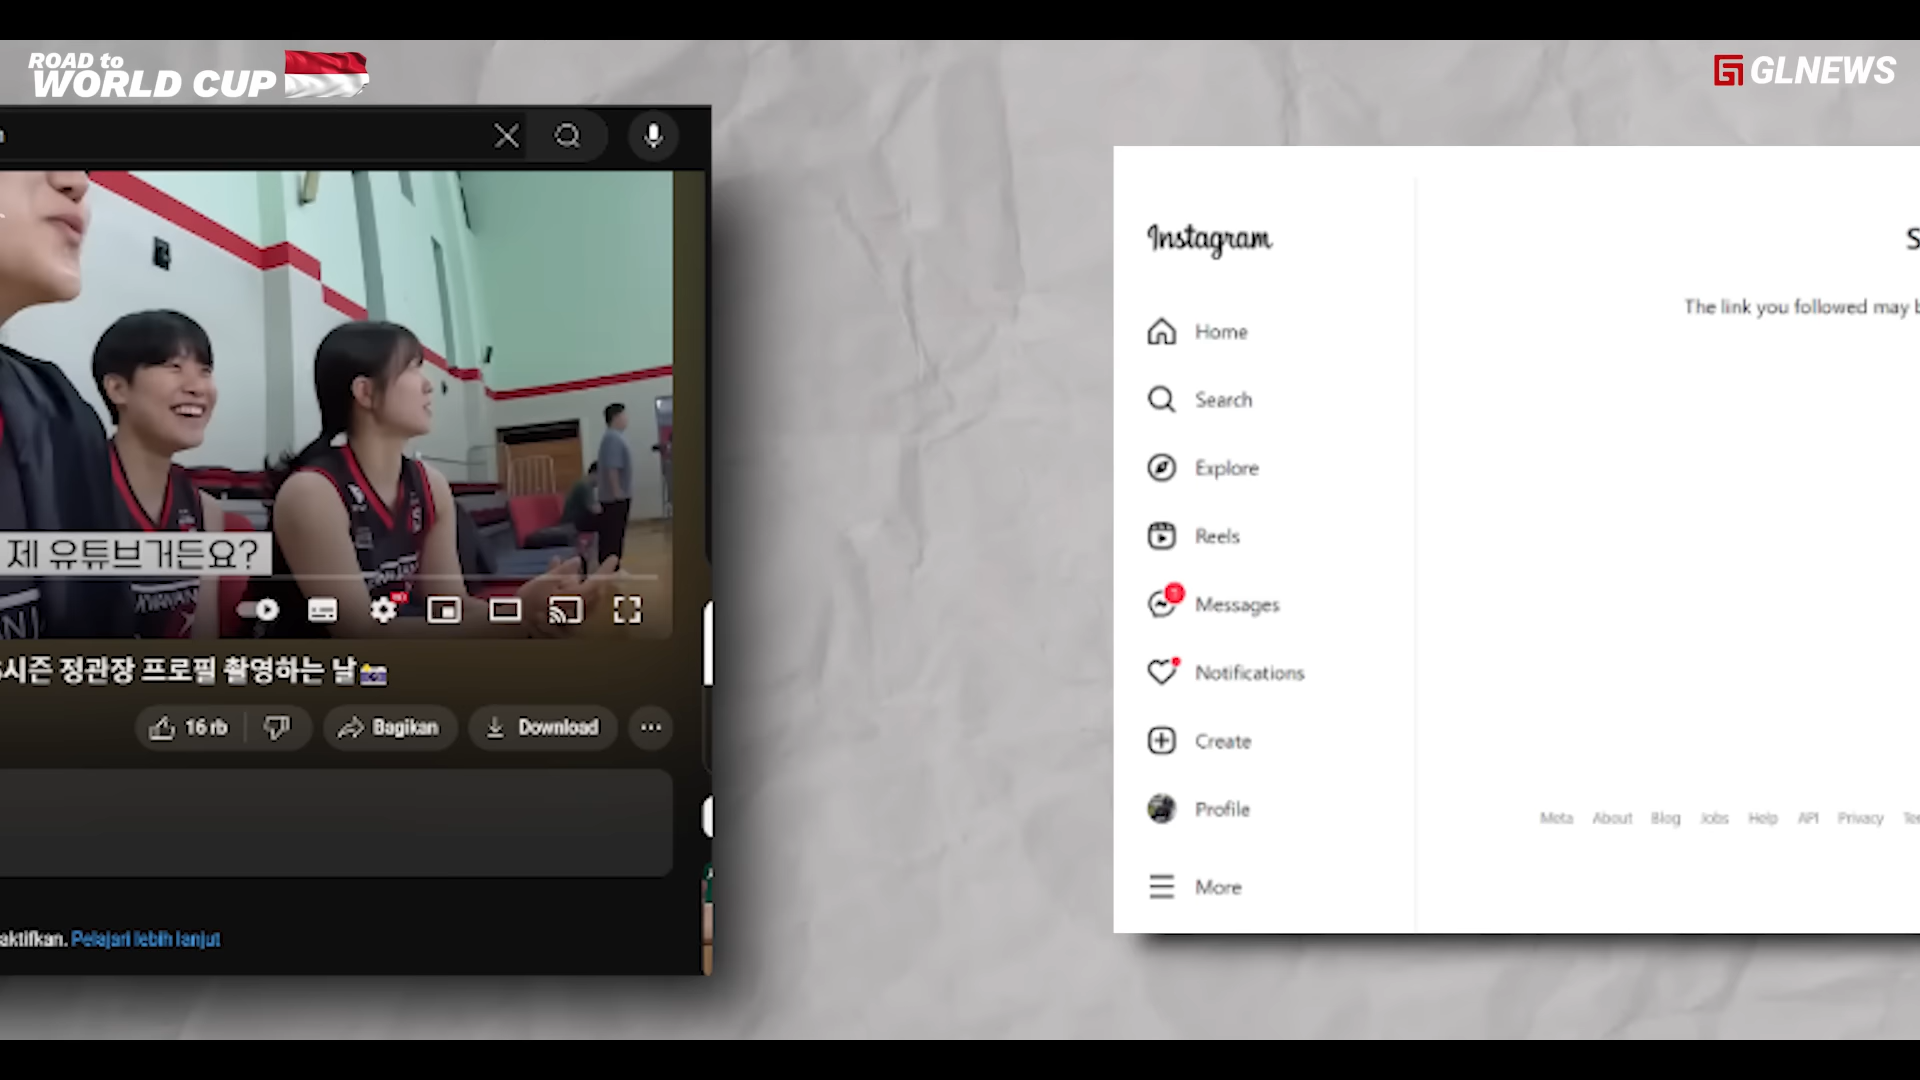 ROAD to
WORLD CUP
GLNEWS
제 유튜브거든요?
시즌 정관장 프로필 촬영하는 날
16 rb
Bagikan
Download
aktifkan. Pelajari lebih lanjut
Instagram
Home
Search
Explore
Reels
Messages
Notifications
Create
Profile
More
The link you followed may b
Meta About Blog Jobs Help API Privacy Te